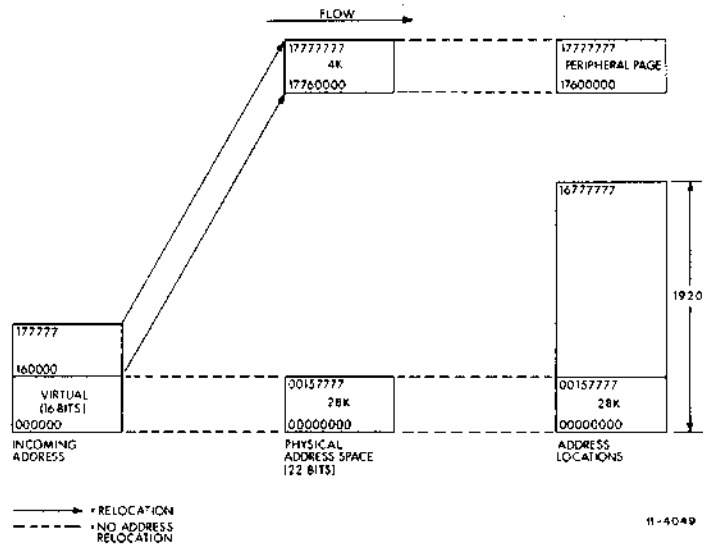 FLOW
17777777
4K
17760000
17777777
PERIPHERAL PAGE
17600000
16777777
1920
177777
160000
VIRTUAL
(16 BITS)
000000
00157777
28K
00000000
00157777
28K
00000000
INCOMING
ADDRESS
PHYSICAL
ADDRESS SPACE
[22 BITS]
ADDRESS
LOCATIONS
= RELOCATION
= NO ADDRESS
RELOCATION
11-4049